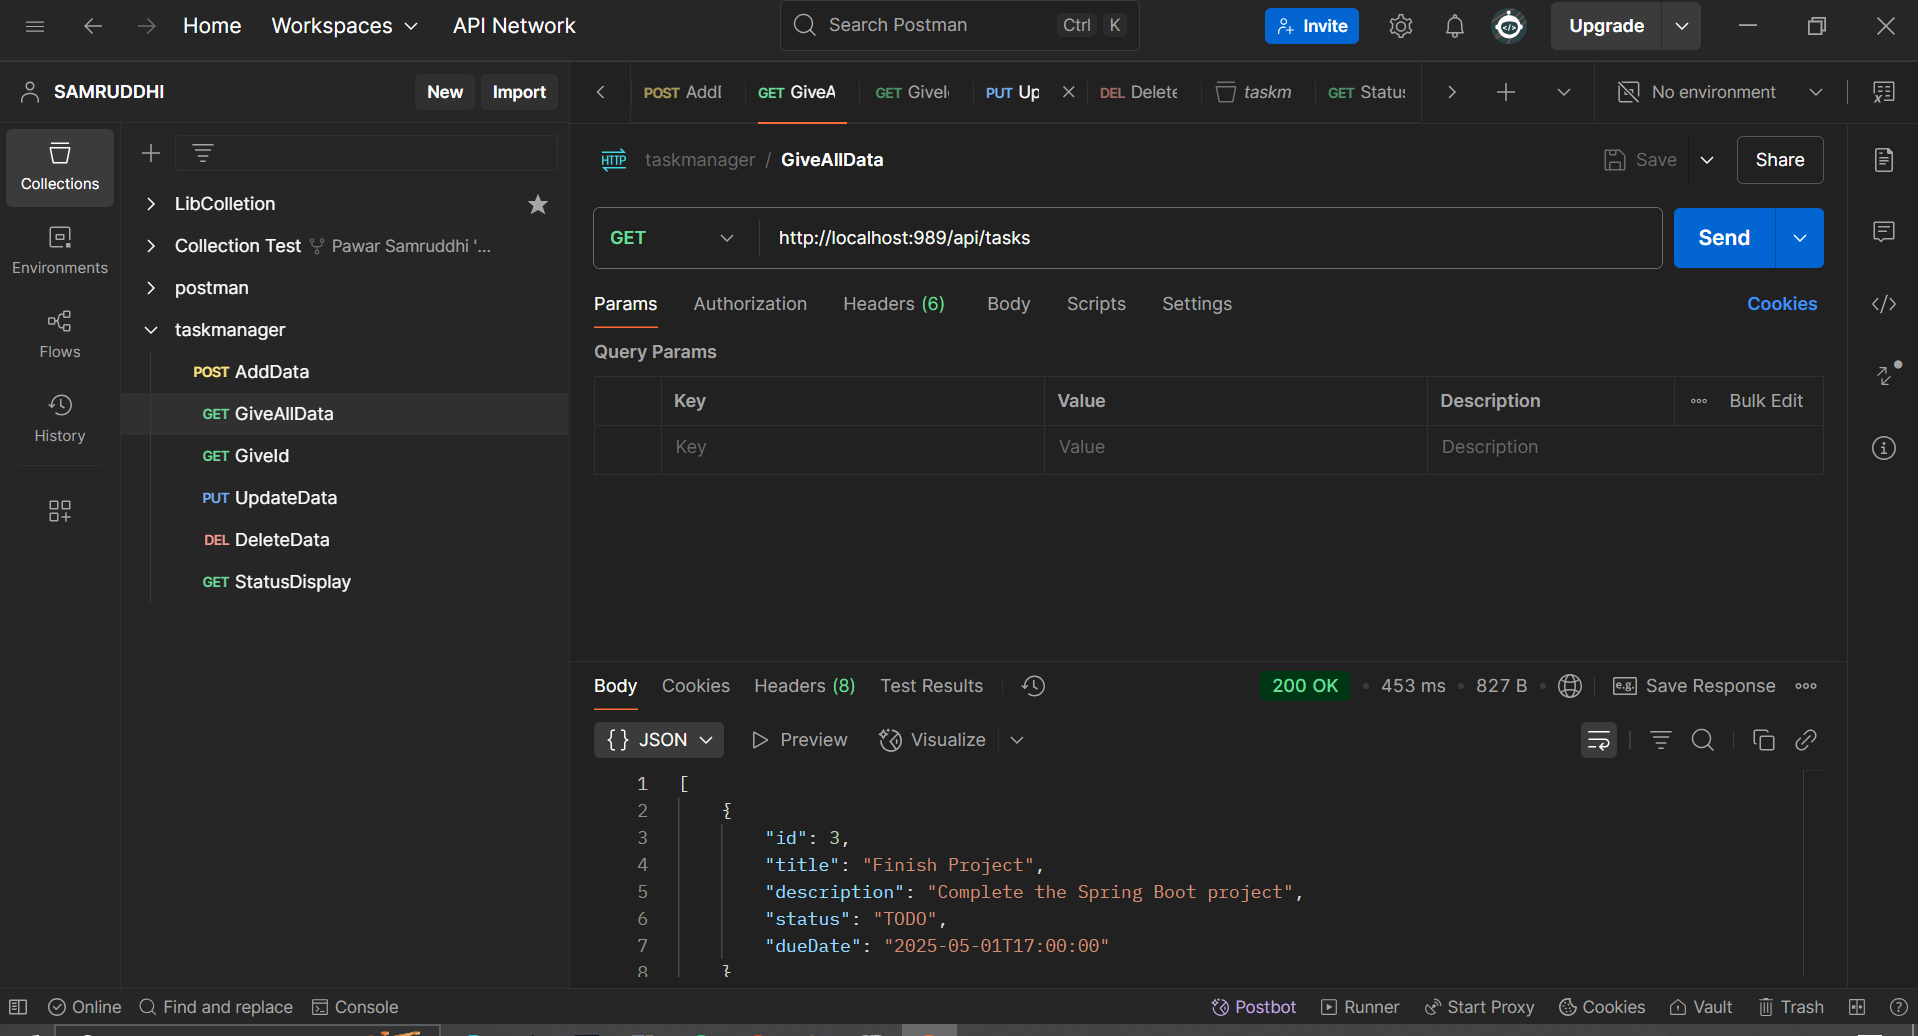 Home Workspaces API Network Search Postman Ctrl K Invite Upgrade
SAMRUDDHI New Import
POST AddD GET GiveA GET GiveI PUT Up DEL Delete taskm GET Status No environment
Collections
Environments
Flows
History
LibColletion
Collection Test Pawar Samruddhi '...
postman
taskmanager
POST AddData
GET GiveAllData
GET GiveId
PUT UpdateData
DEL DeleteData
GET StatusDisplay
HTTP taskmanager / GiveAllData Save Share
GET http://localhost:989/api/tasks Send
Params Authorization Headers (6) Body Scripts Settings Cookies
Query Params
Key Value Description Bulk Edit
Key Value Description
Body Cookies Headers (8) Test Results 200 OK • 453 ms • 827 B • e.g. Save Response
{} JSON Preview Visualize
1 [
2 {
3 "id": 3,
4 "title": "Finish Project",
5 "description": "Complete the Spring Boot project",
6 "status": "TODO",
7 "dueDate": "2025-05-01T17:00:00"
8 }
Online Find and replace Console Postbot Runner Start Proxy Cookies Vault Trash